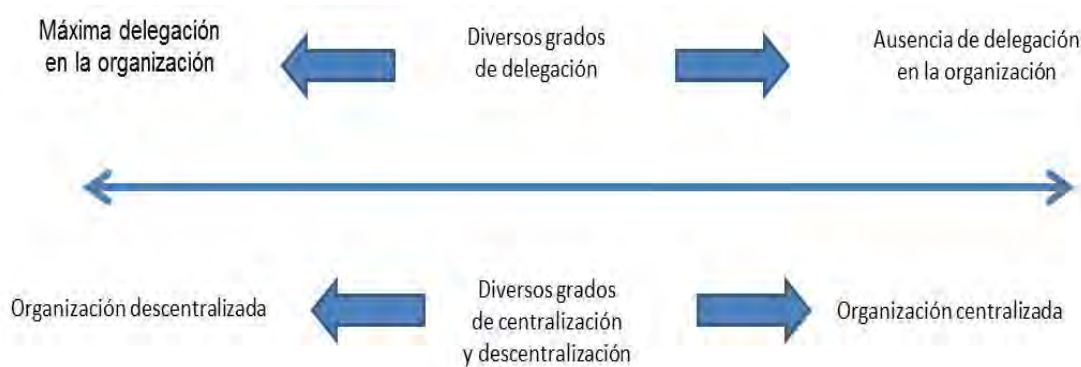 Máxima delegación
en la organización
Diversos grados
de delegación
Ausencia de delegación
en la organización
Organización descentralizada
Diversos grados
de centralización
y descentralización
Organización centralizada